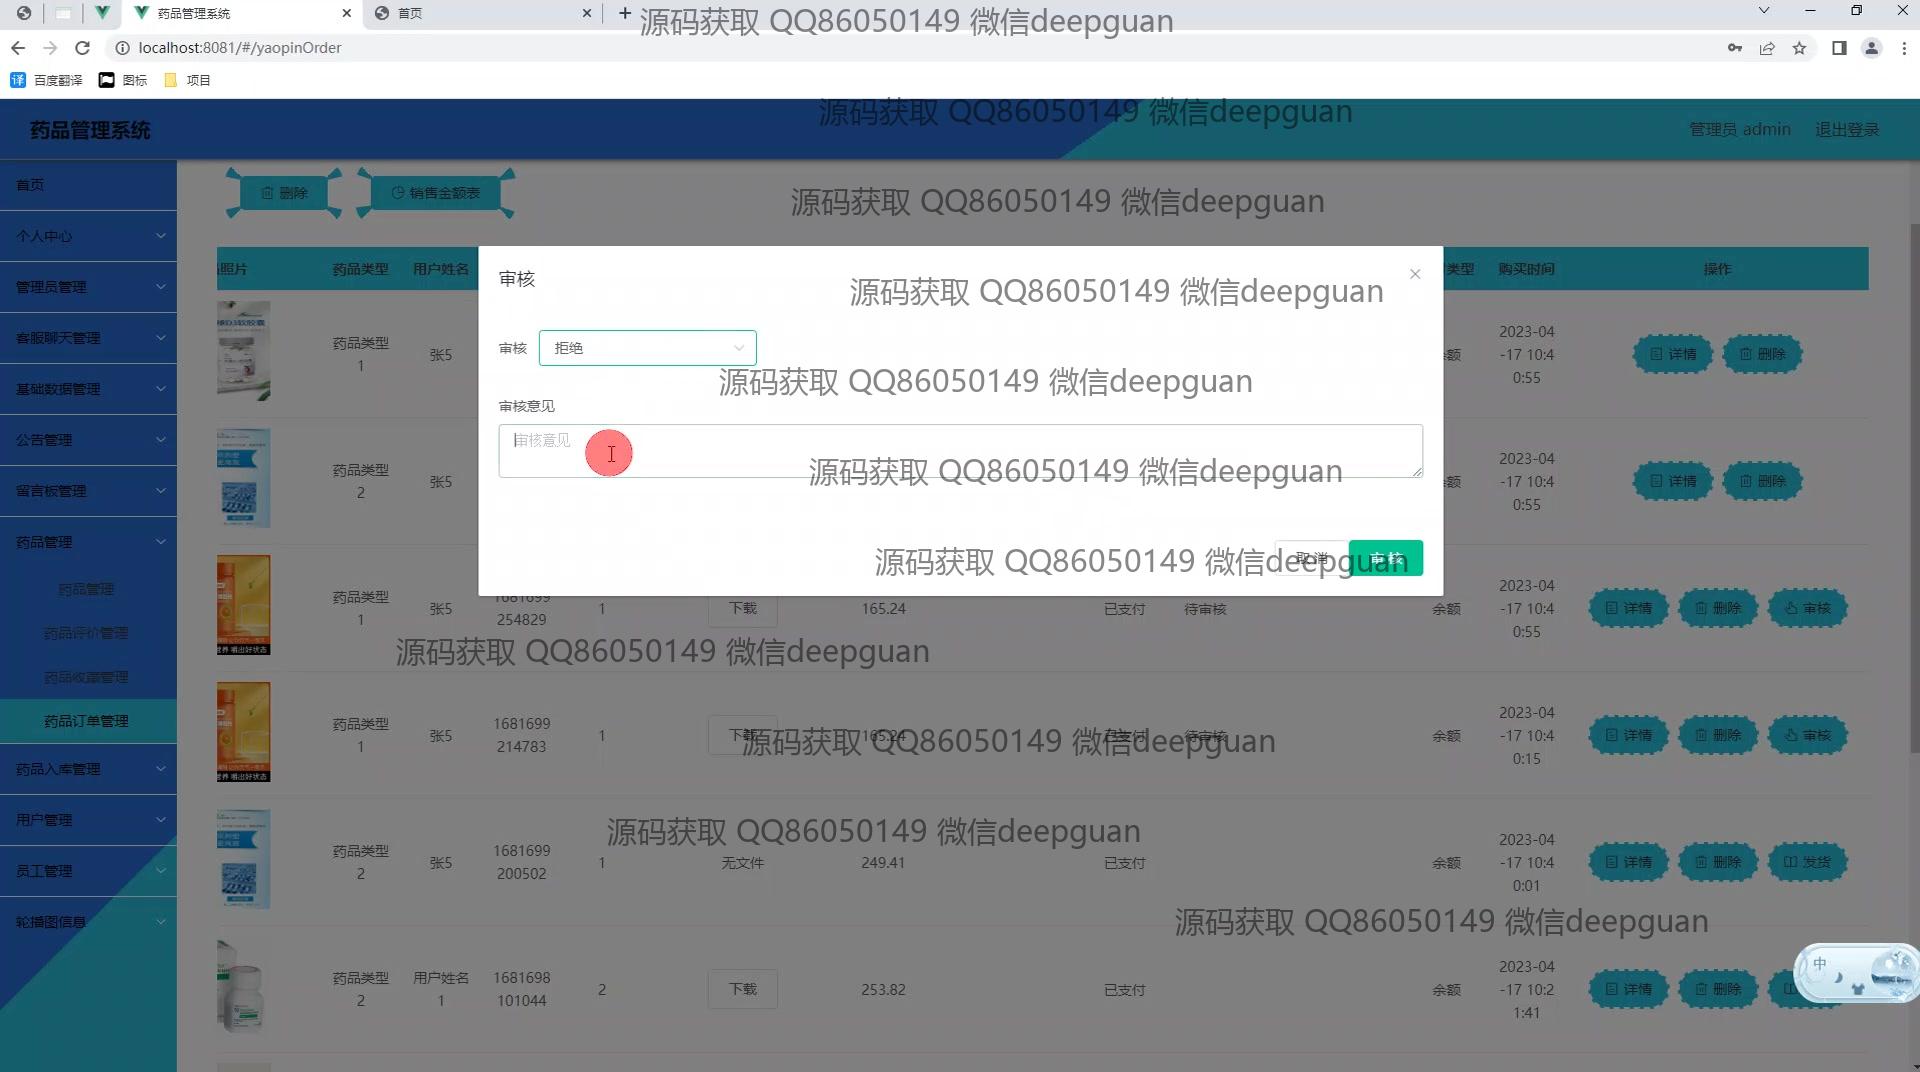 药品管理系统
首页
源码获取 QQ86050149 微信deepguan
localhost:8081/#/yaopinOrder
百度翻译
图标
项目
药品管理系统
源码获取 QQ86050149 微信deepguan
管理员 admin
退出登录
首页
个人中心
管理员管理
客服聊天管理
基础数据管理
公告管理
留言板管理
药品管理
药品管理
药品评价管理
药品收藏管理
药品订单管理
药品入库管理
用户管理
员工管理
轮播图信息
删除
销售金额表
源码获取 QQ86050149 微信deepguan
照片 药品类型 用户姓名 类型 购买时间 操作
审核
源码获取 QQ86050149 微信deepguan
审核 拒绝
源码获取 QQ86050149 微信deepguan
审核意见
审核意见
源码获取 QQ86050149 微信deepguan
取消 审核
源码获取 QQ86050149 微信deepguan
药品类型
1
张5
额
2023-04
-17 10:4
0:55
详情 删除
药品类型
2
张5
额
2023-04
-17 10:4
0:55
详情 删除
药品类型
1
张5
1681699
254829
1
下载
165.24
已支付
待审核
余额
2023-04
-17 10:4
0:55
详情 删除 审核
源码获取 QQ86050149 微信deepguan
药品类型
1
张5
1681699
214783
1
下载
165.24
已支付
待审核
余额
2023-04
-17 10:4
0:15
详情 删除 审核
源码获取 QQ86050149 微信deepguan
源码获取 QQ86050149 微信deepguan
药品类型
2
张5
1681699
200502
1
无文件
249.41
已支付
余额
2023-04
-17 10:4
0:01
详情 删除 发货
源码获取 QQ86050149 微信deepguan
药品类型
2
用户姓名
1
1681698
101044
2
下载
253.82
已支付
余额
2023-04
-17 10:2
1:41
详情 删除
中